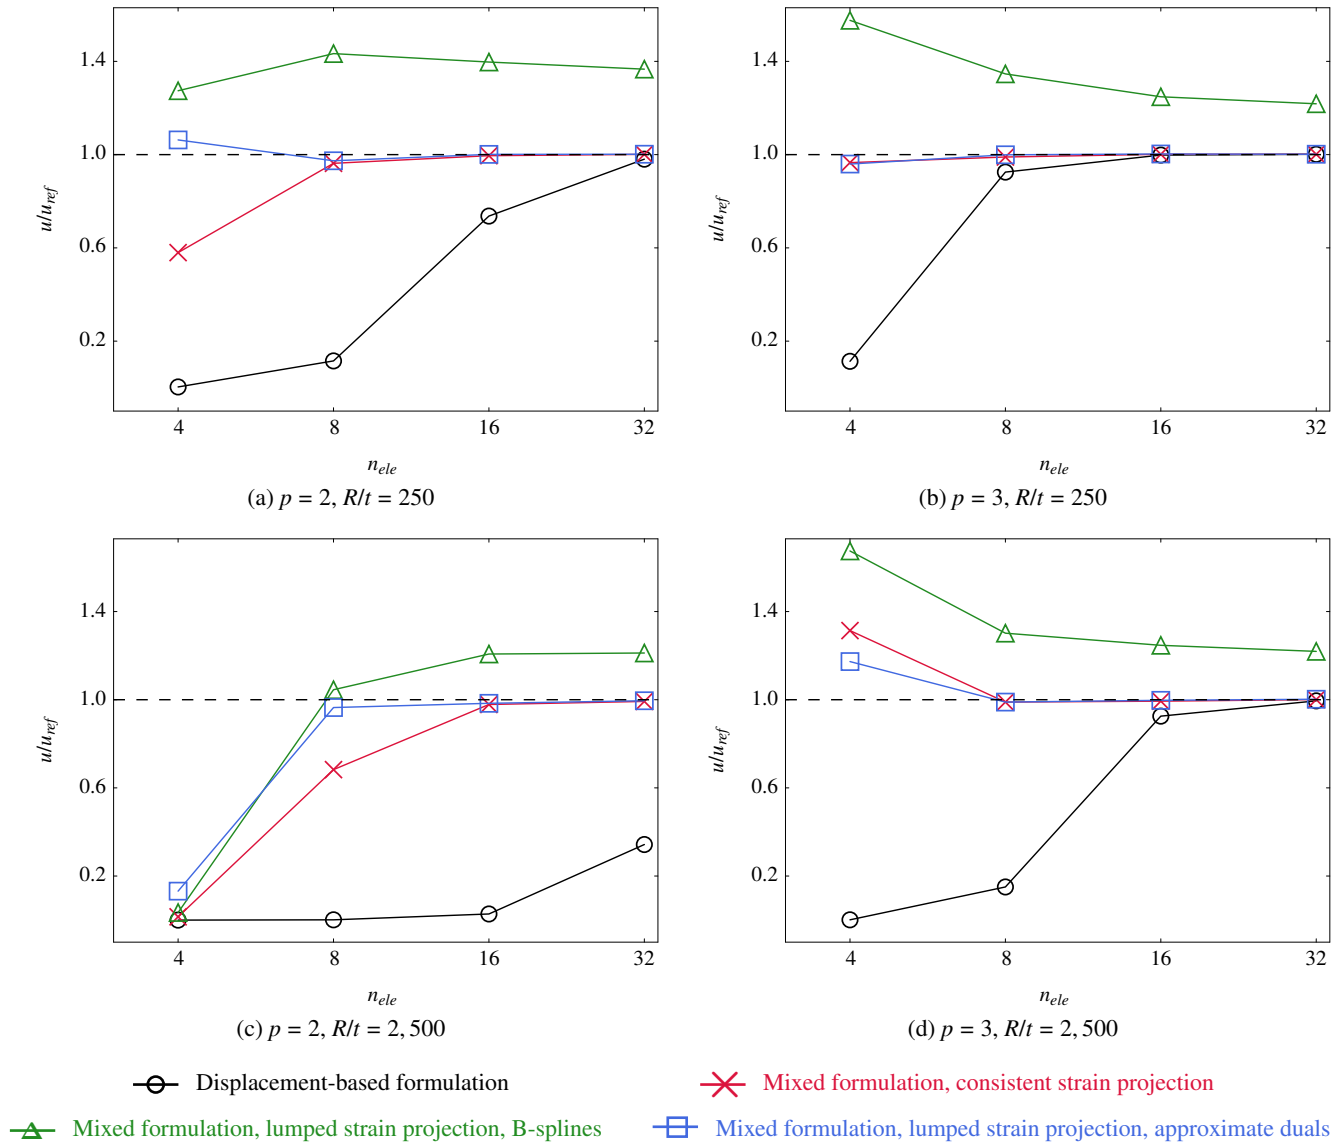 1.4
1.0
0.6
0.2
u/u_ref
4 8 16 32
n_ele
(a) p = 2, R/t = 250
1.4
1.0
0.6
0.2
u/u_ref
4 8 16 32
n_ele
(b) p = 3, R/t = 250
1.4
1.0
0.6
0.2
u/u_ref
4 8 16 32
n_ele
(c) p = 2, R/t = 2, 500
1.4
1.0
0.6
0.2
u/u_ref
4 8 16 32
n_ele
(d) p = 3, R/t = 2, 500
Displacement-based formulation
Mixed formulation, consistent strain projection
Mixed formulation, lumped strain projection, B-splines
Mixed formulation, lumped strain projection, approximate duals